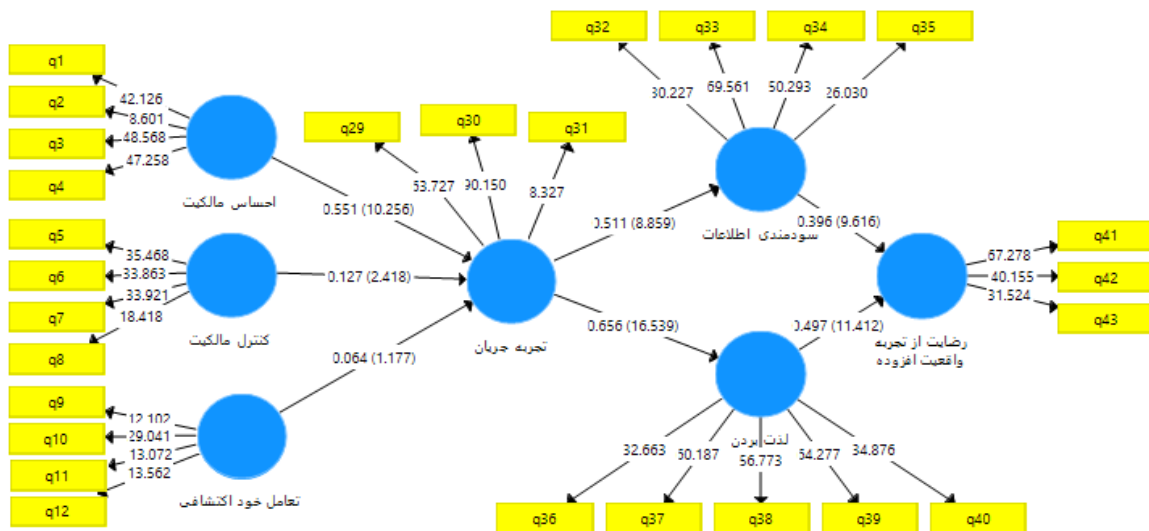 q32
q33
q34
q35
q1
q2
q3
q4
42.126
8.601
48.568
47.258
احساس مالکیت
q29
q30
q31
53.727
90.150
8.327
30.227
69.561
50.293
26.030
سودمندی اطلاعات
0.551 (10.256)
0.511 (8.859)
0.396 (9.616)
q5
q6
q7
q8
35.468
33.863
33.921
18.418
کنترل مالکیت
0.127 (2.418)
تجربه جریان
0.656 (16.539)
0.497 (11.412)
67.278
40.155
31.524
q41
q42
q43
رضایت از تجربه
واقعیت افزوده
0.064 (1.177)
q9
q10
q11
q12
12.102
29.041
13.072
13.562
تعامل خود اکتشافی
لذت بردن
32.663
56.773
34.876
q36
q37
q38
q39
q40